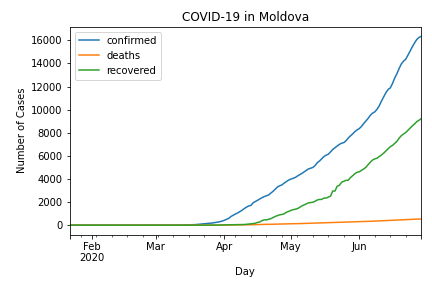 COVID-19 in Moldova
confirmed
deaths
recovered
16000
14000
12000
10000
8000
6000
4000
2000
0
Number of Cases
Feb
2020
Mar
Apr
May
Jun
Day